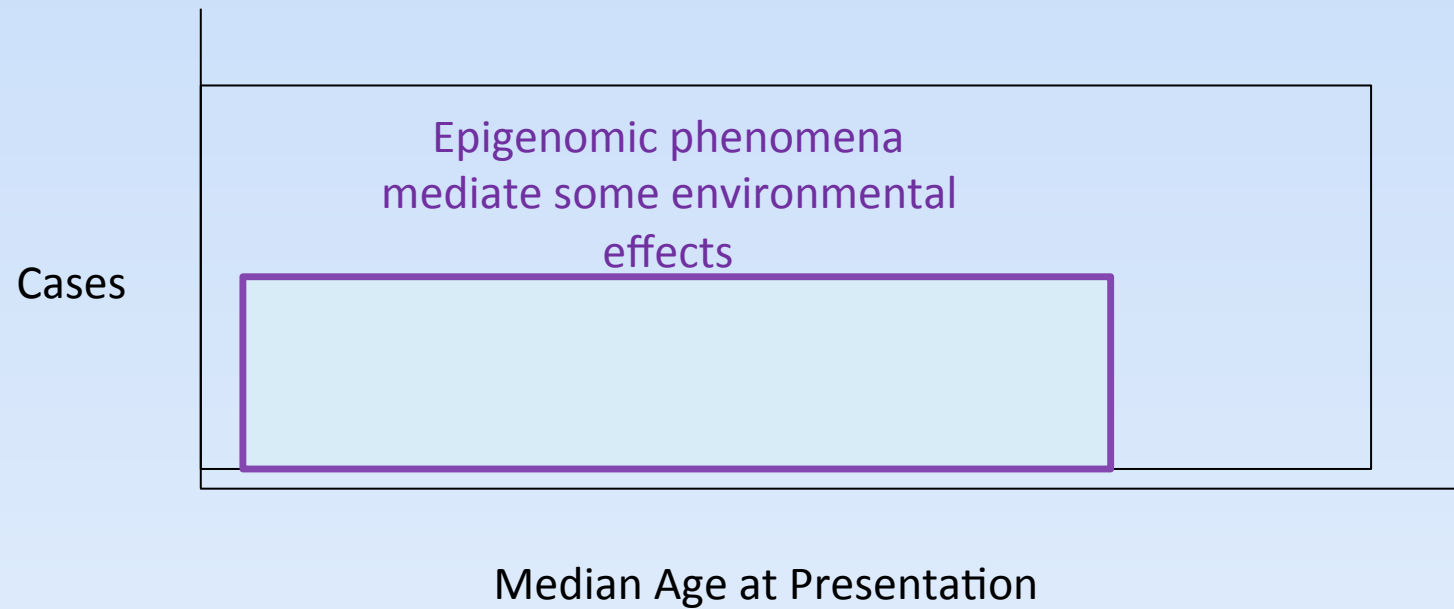 Epigenomic phenomena
mediate some environmental
effects
Cases
Median Age at Presentation